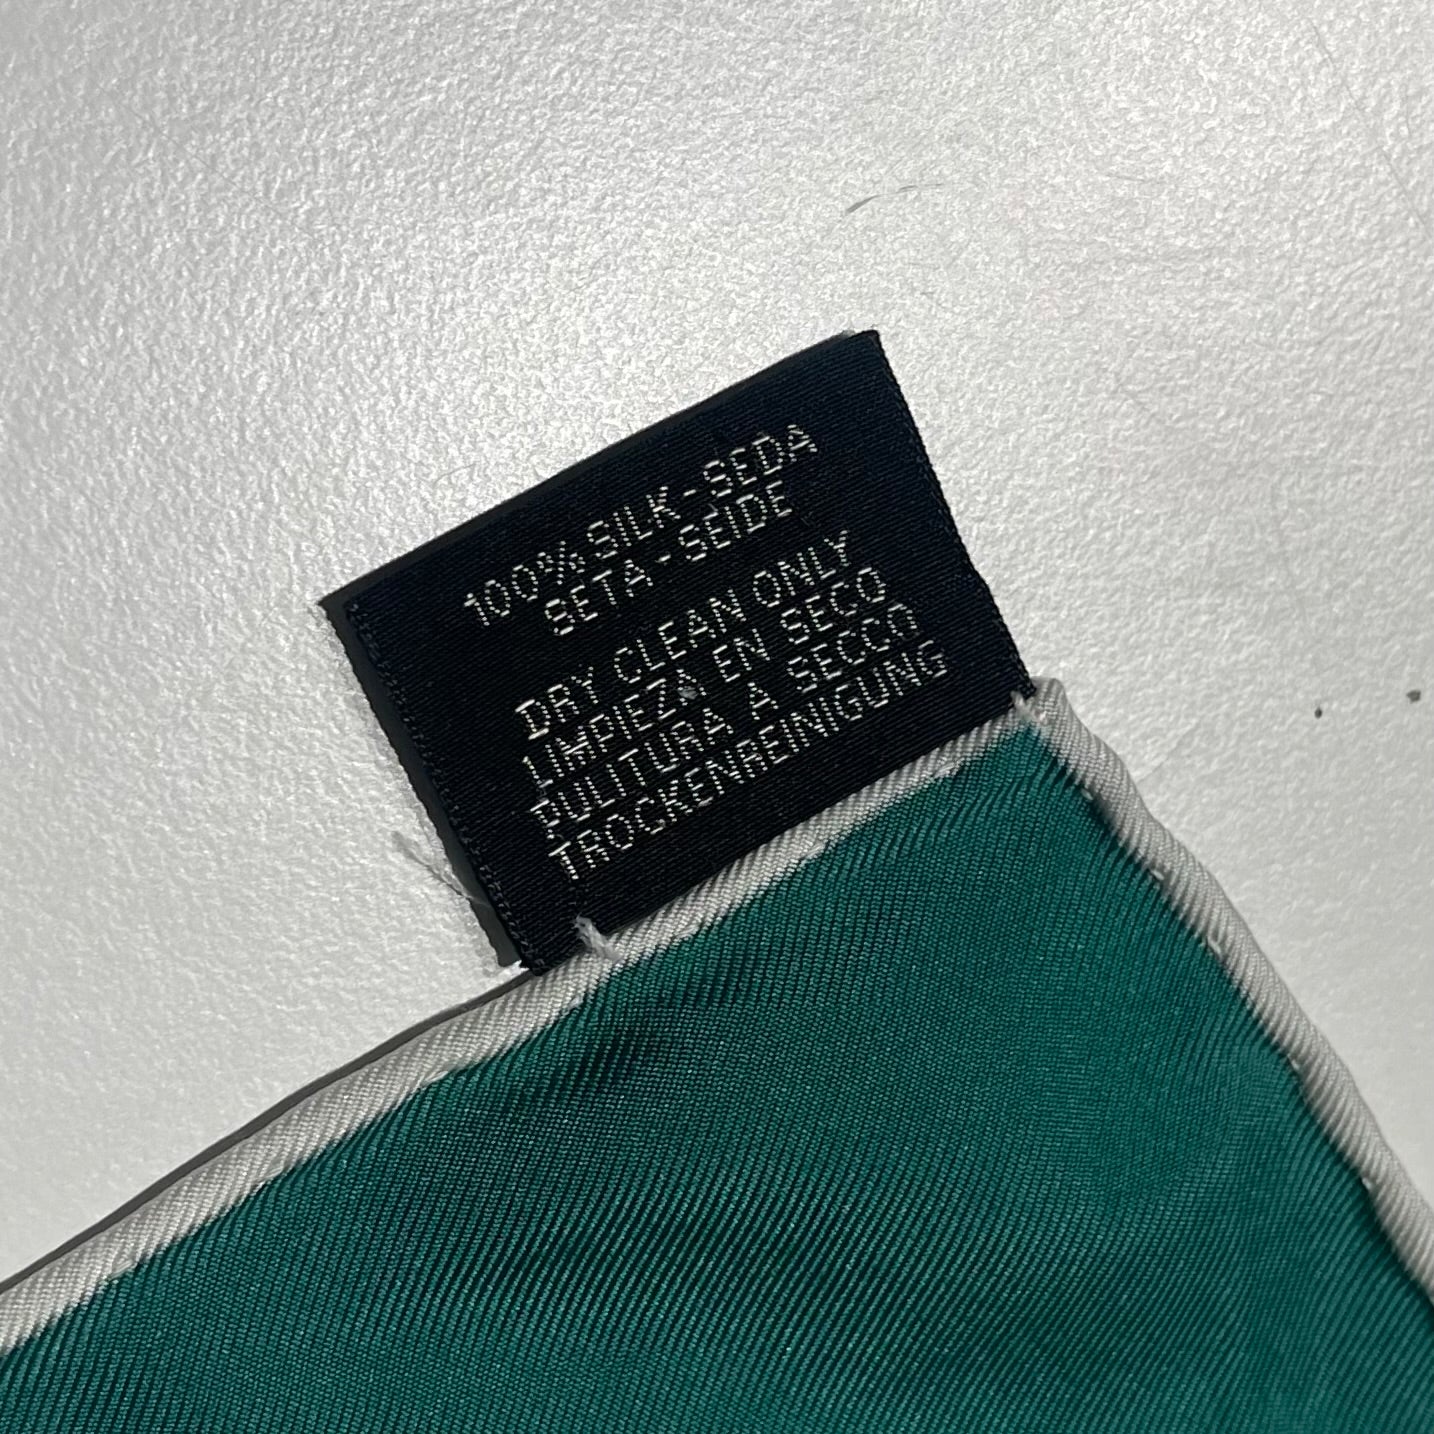 100% SILK - SEDA
SETA - SEIDE
DRY CLEAN ONLY
LIMPIEZA EN SECO
PULITURA A SECCO
TROCKENREINIGUNG